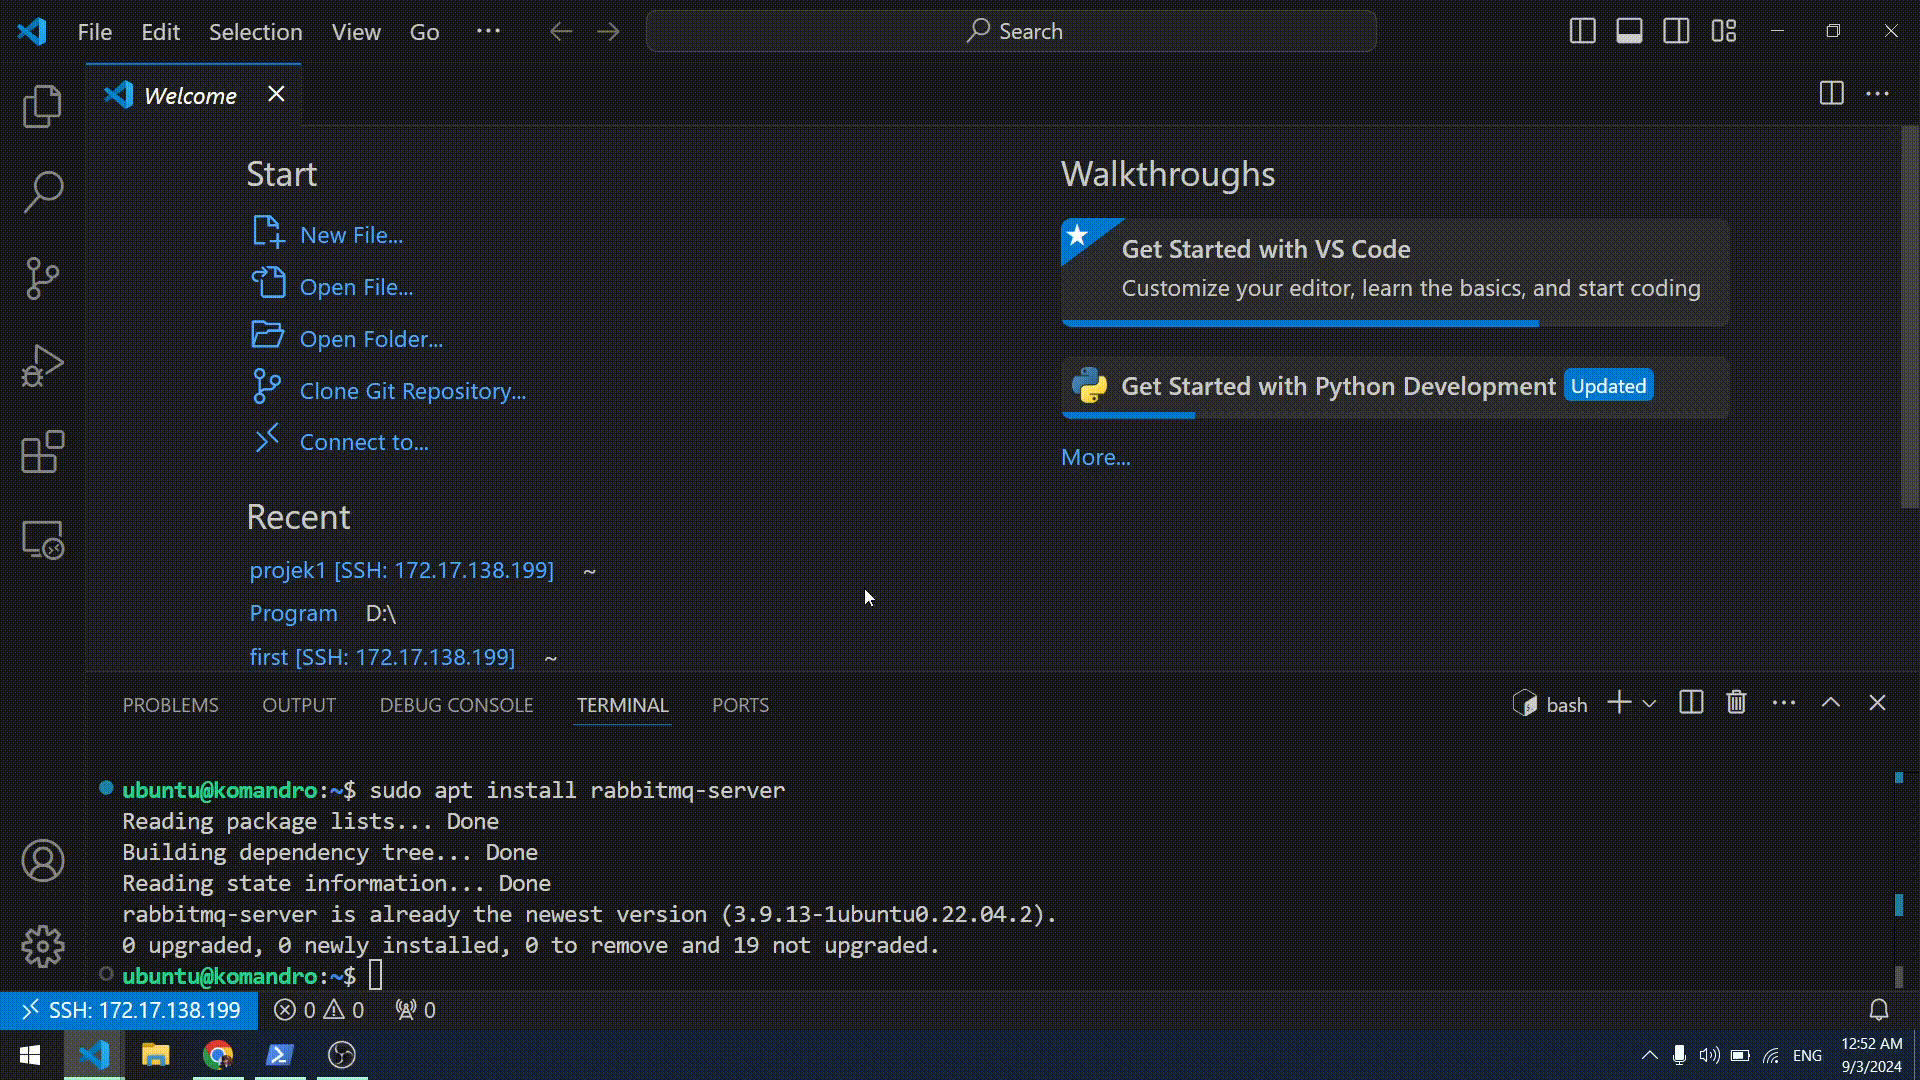 File Edit Selection View Go ··· Search
Welcome
Start
New File...
Open File...
Open Folder...
Clone Git Repository...
Connect to...
Recent
projek1 [SSH: 172.17.138.199] ~
Program D:\
first [SSH: 172.17.138.199] ~
Walkthroughs
Get Started with VS Code
Customize your editor, learn the basics, and start coding
Get Started with Python Development Updated
More...
PROBLEMS OUTPUT DEBUG CONSOLE TERMINAL PORTS bash
ubuntu@komandro:~$ sudo apt install rabbitmq-server
Reading package lists... Done
Building dependency tree... Done
Reading state information... Done
rabbitmq-server is already the newest version (3.9.13-1ubuntu0.22.04.2).
0 upgraded, 0 newly installed, 0 to remove and 19 not upgraded.
ubuntu@komandro:~$
SSH: 172.17.138.199 0 0 0
ENG
12:52 AM
9/3/2024